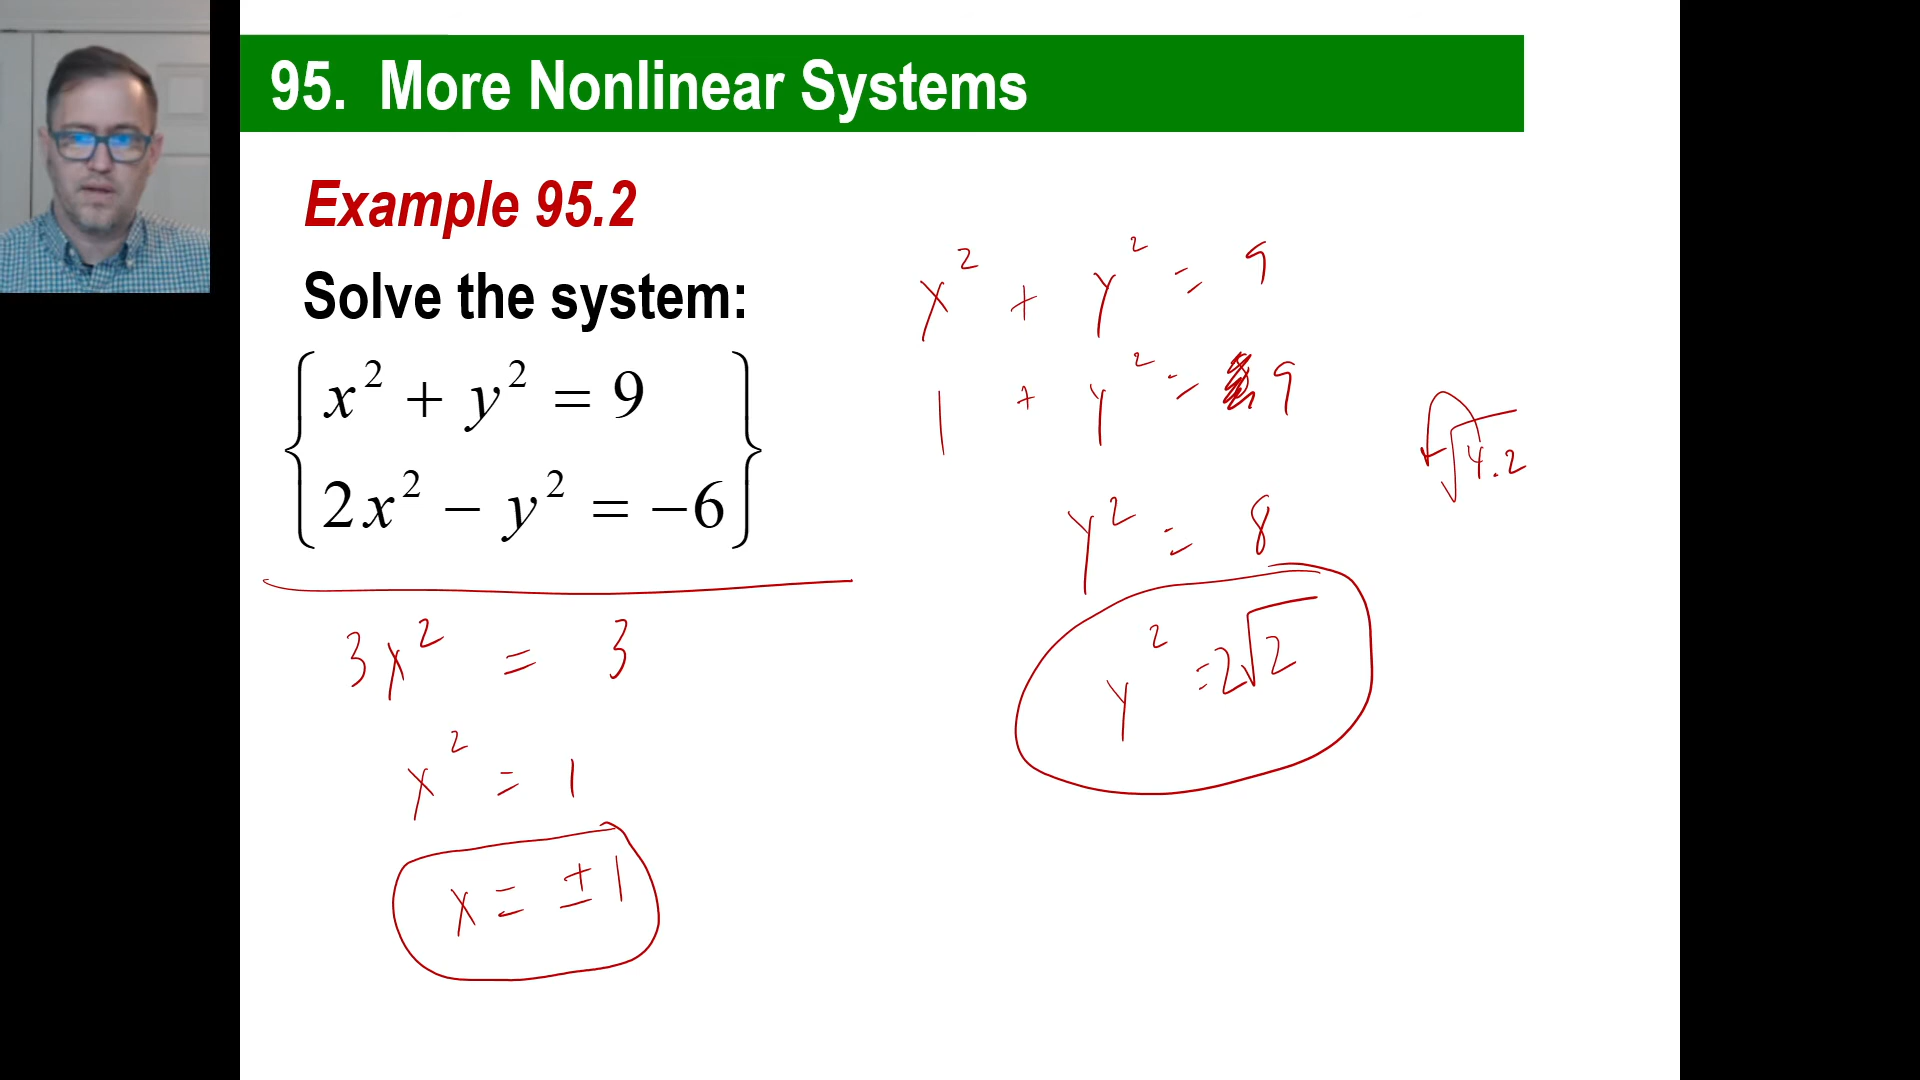 95. More Nonlinear Systems
Example 95.2
Solve the system:
x² + y² = 9
2x² − y² = −6
3x² = 3
x² = 1
x = ±1
x² + y² = 9
1 + y² = 9
y² = 8
y² = 2√2
√4.2